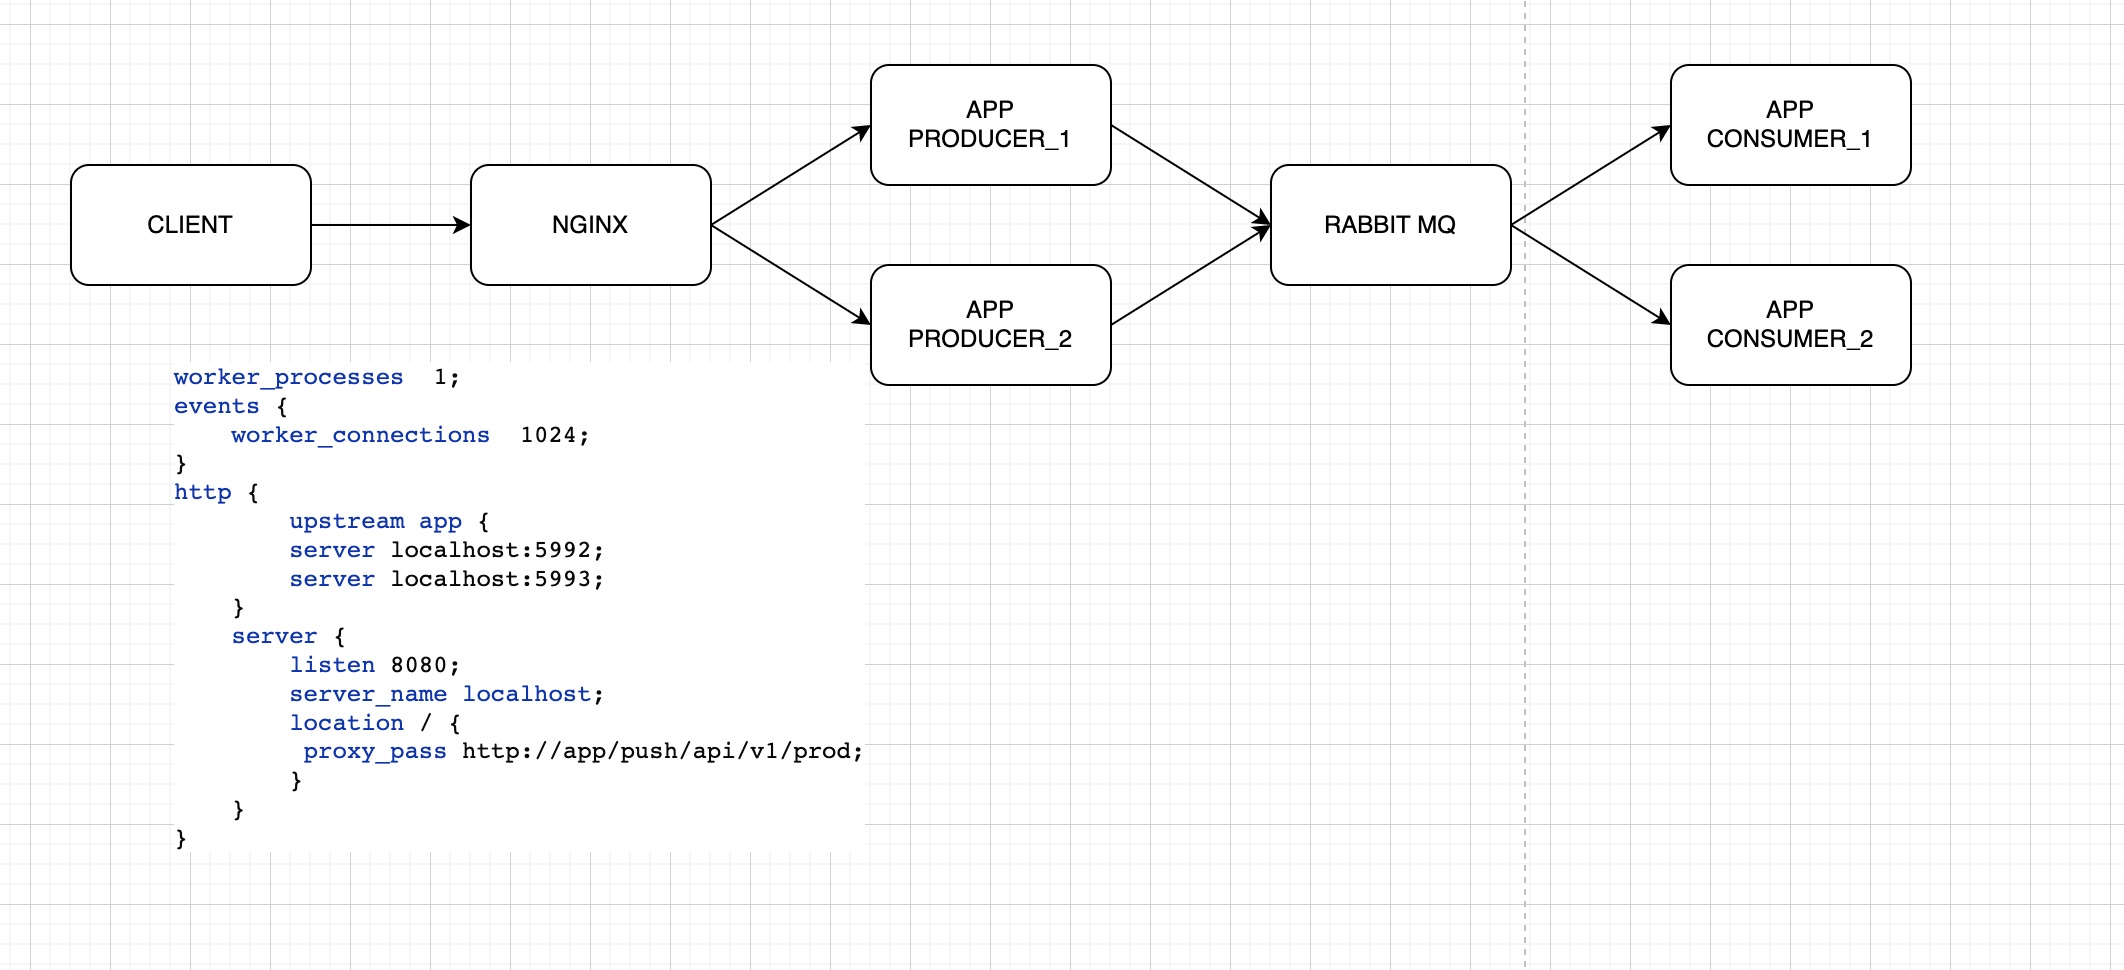 CLIENT
NGINX
APP
PRODUCER_1
APP
PRODUCER_2
RABBIT MQ
APP
CONSUMER_1
APP
CONSUMER_2
worker_processes  1;
events {
    worker_connections  1024;
}
http {
        upstream app {
        server localhost:5992;
        server localhost:5993;
    }
    server {
        listen 8080;
        server_name localhost;
        location / {
         proxy_pass http://app/push/api/v1/prod;
        }
    }
}